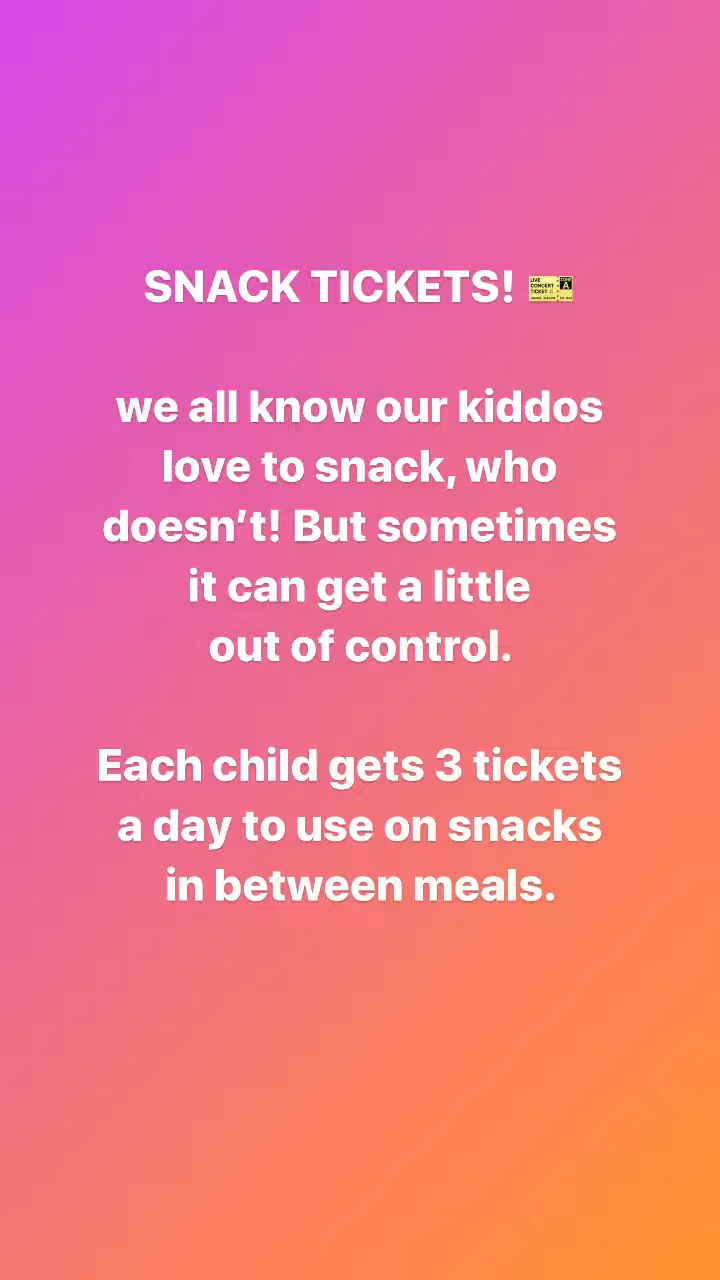 SNACK TICKETS! 🎫
we all know our kiddos
love to snack, who
doesn’t! But sometimes
it can get a little
out of control.
Each child gets 3 tickets
a day to use on snacks
in between meals.